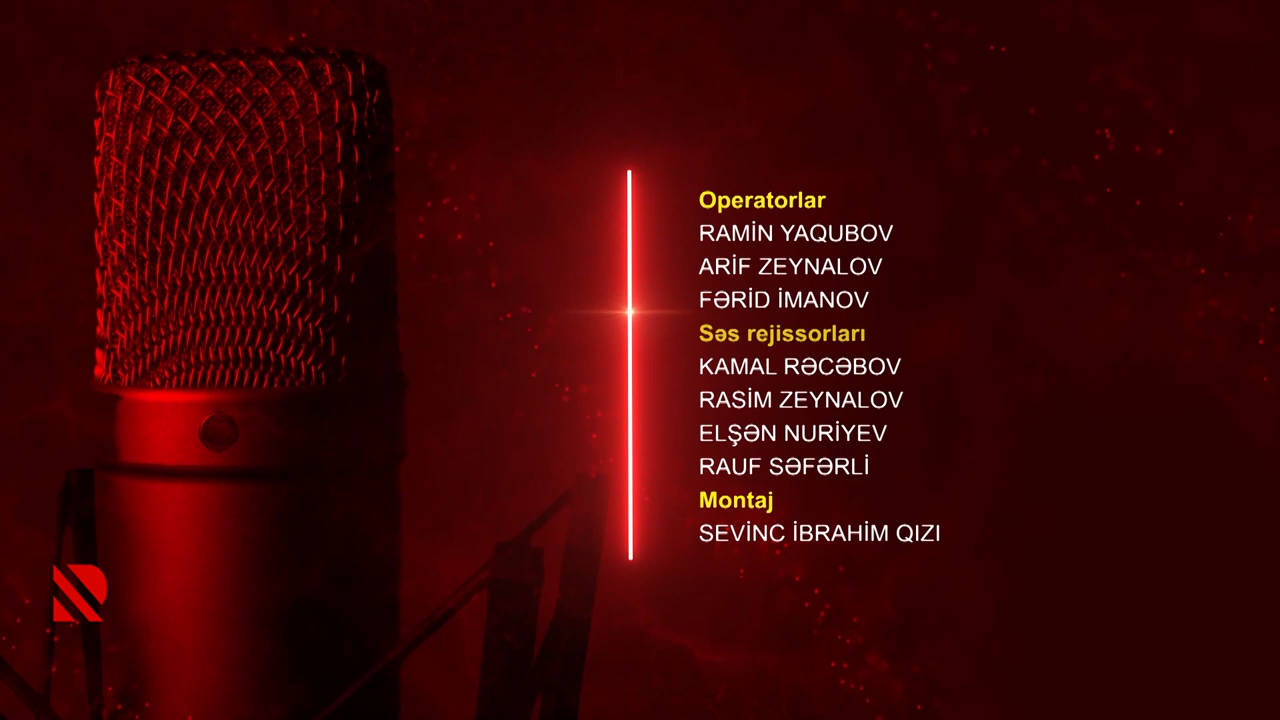 Operatorlar
RAMİN YAQUBOV
ARİF ZEYNALOV
FƏRİD İMANOV
Səs rejissorları
KAMAL RƏCƏBOV
RASİM ZEYNALOV
ELŞƏN NURİYEV
RAUF SƏFƏRLİ
Montaj
SEVİNC İBRAHİM QIZI